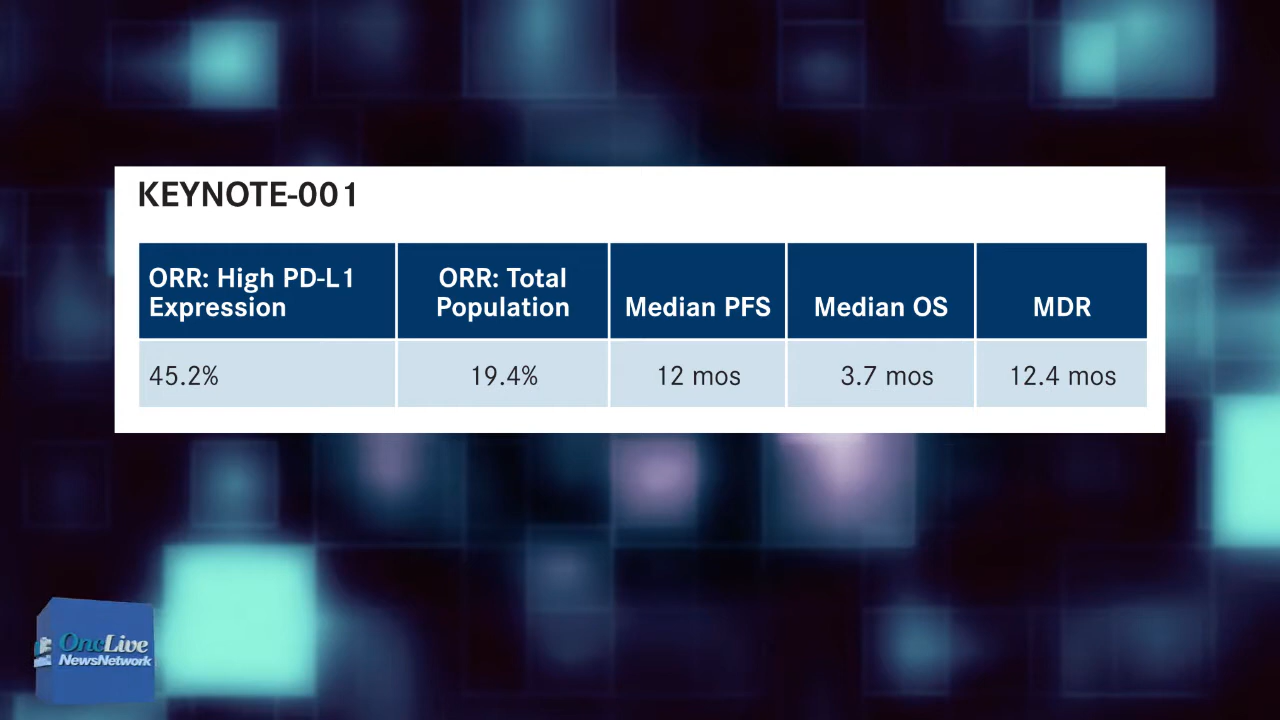 KEYNOTE-001
ORR: High PD-L1
Expression
ORR: Total
Population
Median PFS
Median OS
MDR
45.2%
19.4%
12 mos
3.7 mos
12.4 mos
OncLive
NewsNetwork